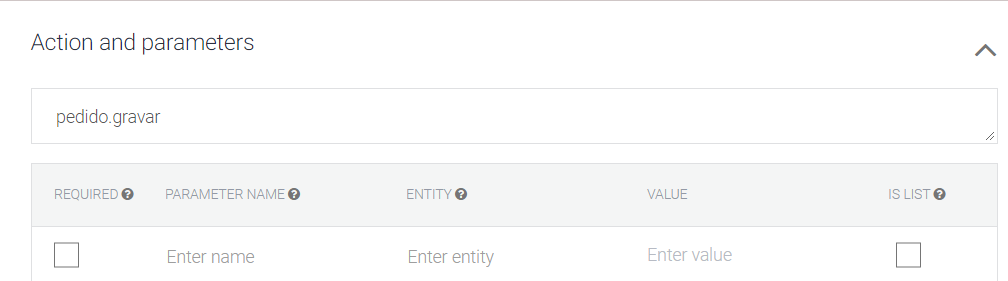 Action and parameters
pedido.gravar
REQUIRED ? PARAMETER NAME ? ENTITY ? VALUE IS LIST ?
Enter name Enter entity Enter value